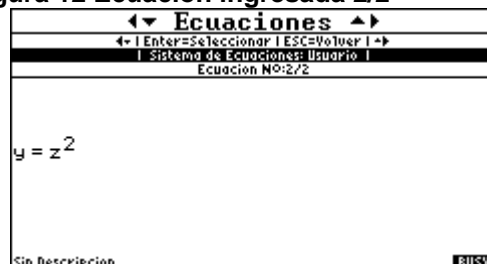 gura 12 Ecuación Ingresada 2/2
Ecuaciones
Enter=Seleccionar | ESC=Volver
| Sistema de Ecuaciones: Usuario |
Ecuacion Nº:2/2
y = z²
Sin Descripcion
BUSY